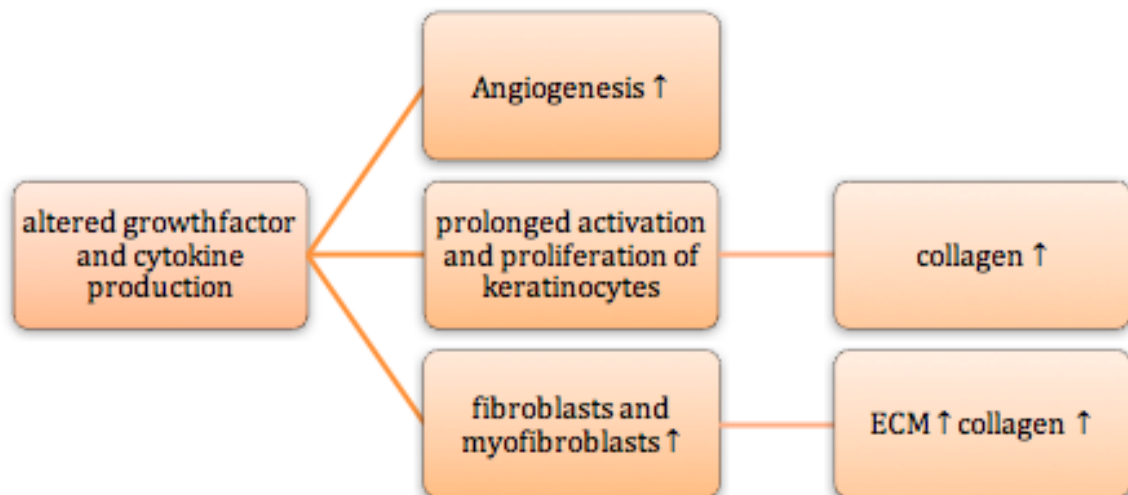 Angiogenesis ↑
altered growthfactor
and cytokine
production
prolonged activation
and proliferation of
keratinocytes
collagen ↑
fibroblasts and
myofibroblasts ↑
ECM ↑ collagen ↑